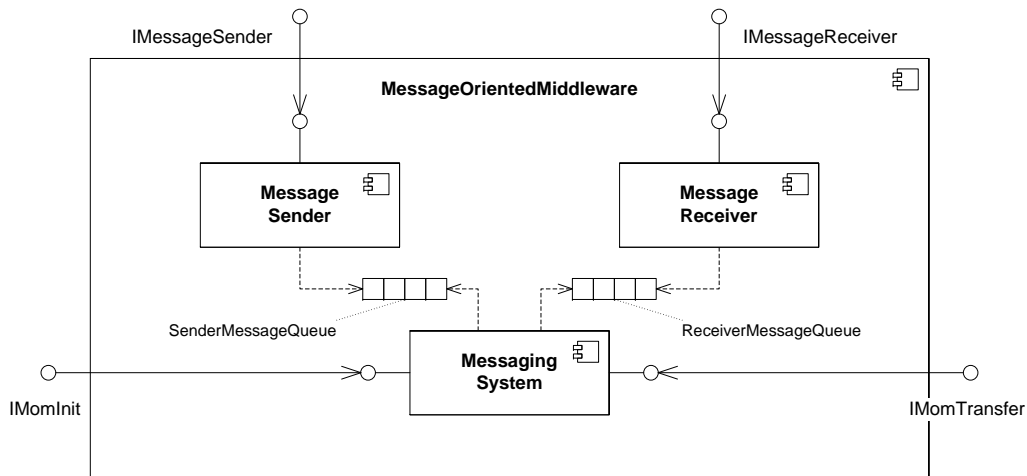 IMessageSender
IMessageReceiver
MessageOrientedMiddleware
Message
Sender
Message
Receiver
SenderMessageQueue
ReceiverMessageQueue
Messaging
System
IMomInit
IMomTransfer